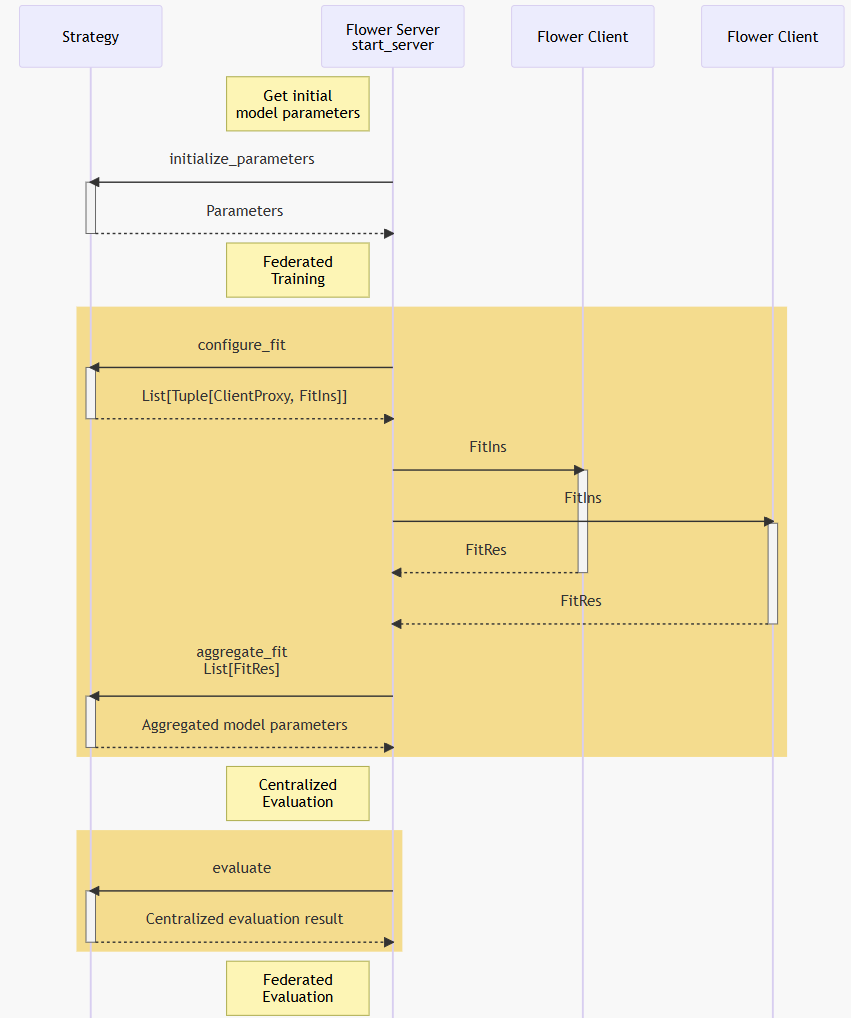 Strategy
Flower Server
start_server
Flower Client
Flower Client
Get initial
model parameters
initialize_parameters
Parameters
Federated
Training
configure_fit
List[Tuple[ClientProxy, FitIns]]
FitIns
FitIns
FitRes
FitRes
aggregate_fit
List[FitRes]
Aggregated model parameters
Centralized
Evaluation
evaluate
Centralized evaluation result
Federated
Evaluation